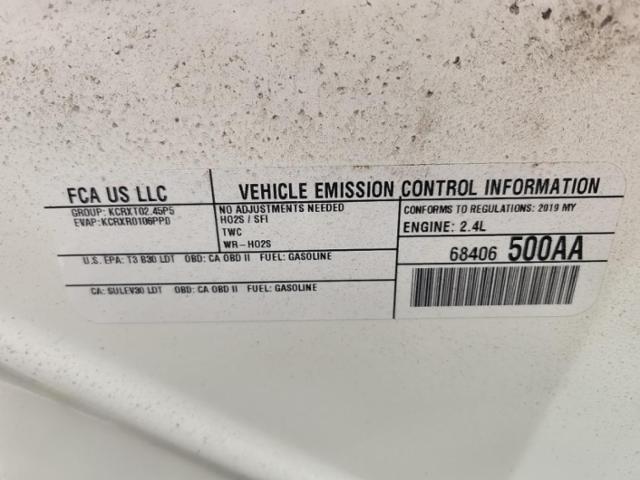 FCA US LLC
VEHICLE EMISSION CONTROL INFORMATION
GROUP: KCRXT02.45P5
EVAP: KCRXR0106PP0
NO ADJUSTMENTS NEEDED
HO2S / SFI
TWC
WR-HO2S
CONFORMS TO REGULATIONS: 2019 MY
ENGINE: 2.4L
68406 500AA
U.S. EPA: T3 B30 LDT OBD: CA OBD II FUEL: GASOLINE
CA: SULEV30 LDT OBD: CA OBD II FUEL: GASOLINE